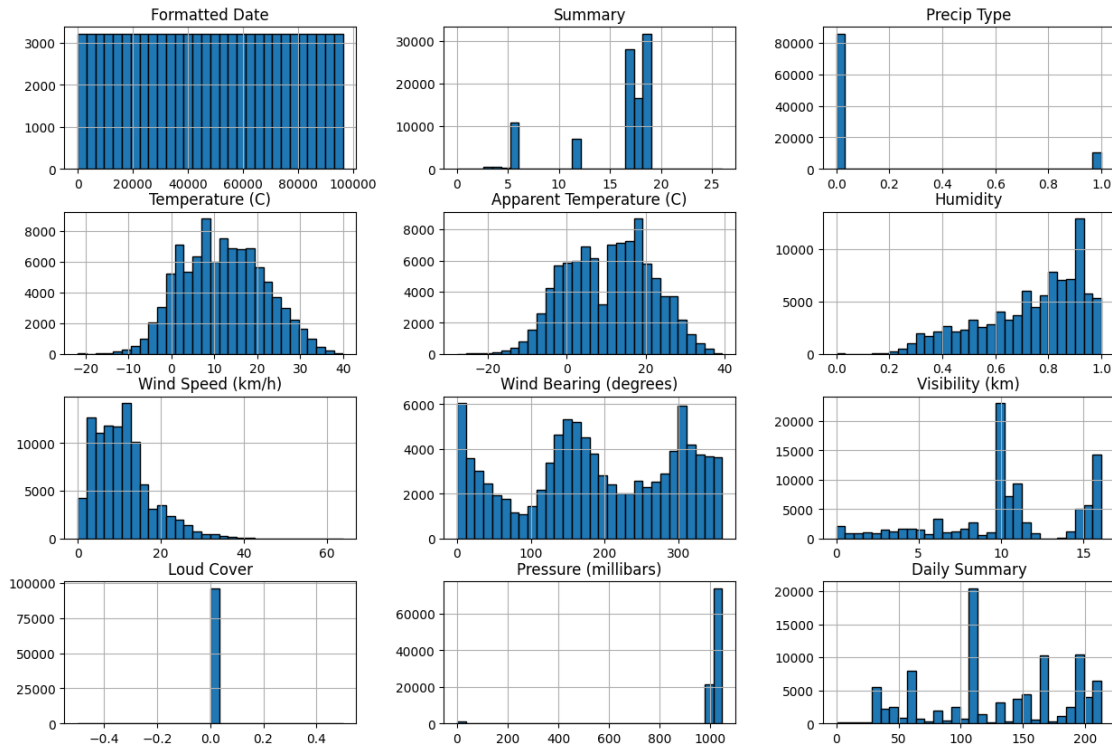 Formatted Date Summary Precip Type
3000 2000 1000 0
0 20000 40000 60000 80000 100000
30000 20000 10000 0
0 5 10 15 20 25
80000 60000 40000 20000 0
0.0 0.2 0.4 0.6 0.8 1.0
Temperature (C) Apparent Temperature (C) Humidity
8000 6000 4000 2000 0
−20 −10 0 10 20 30 40
8000 6000 4000 2000 0
−20 0 20 40
10000 5000 0
0.0 0.2 0.4 0.6 0.8 1.0
Wind Speed (km/h) Wind Bearing (degrees) Visibility (km)
10000 5000 0
0 20 40 60
6000 4000 2000 0
0 100 200 300
20000 15000 10000 5000 0
0 5 10 15
Loud Cover Pressure (millibars) Daily Summary
100000 75000 50000 25000 0
−0.4 −0.2 0.0 0.2 0.4
60000 40000 20000 0
0 200 400 600 800 1000
20000 15000 10000 5000 0
0 50 100 150 200